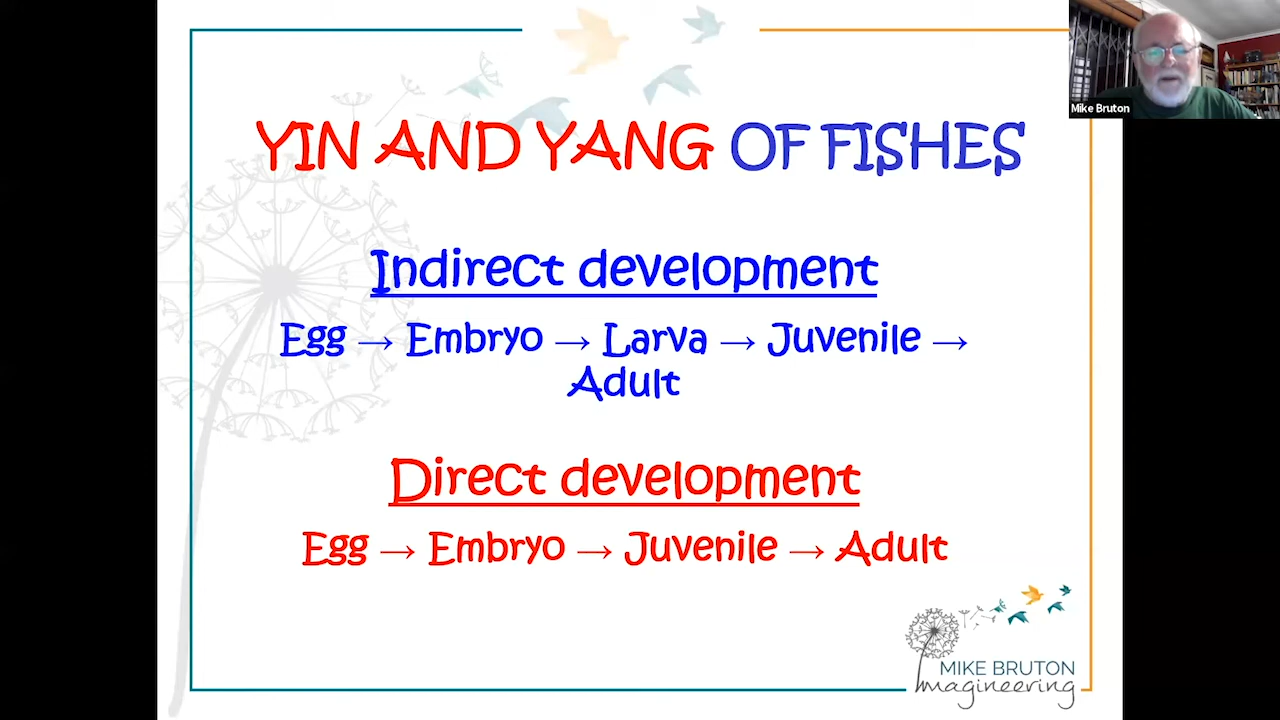 Mike Bruton
YIN AND YANG OF FISHES
Indirect development
Egg → Embryo → Larva → Juvenile →
Adult
Direct development
Egg → Embryo → Juvenile → Adult
MIKE BRUTON
Imagineering